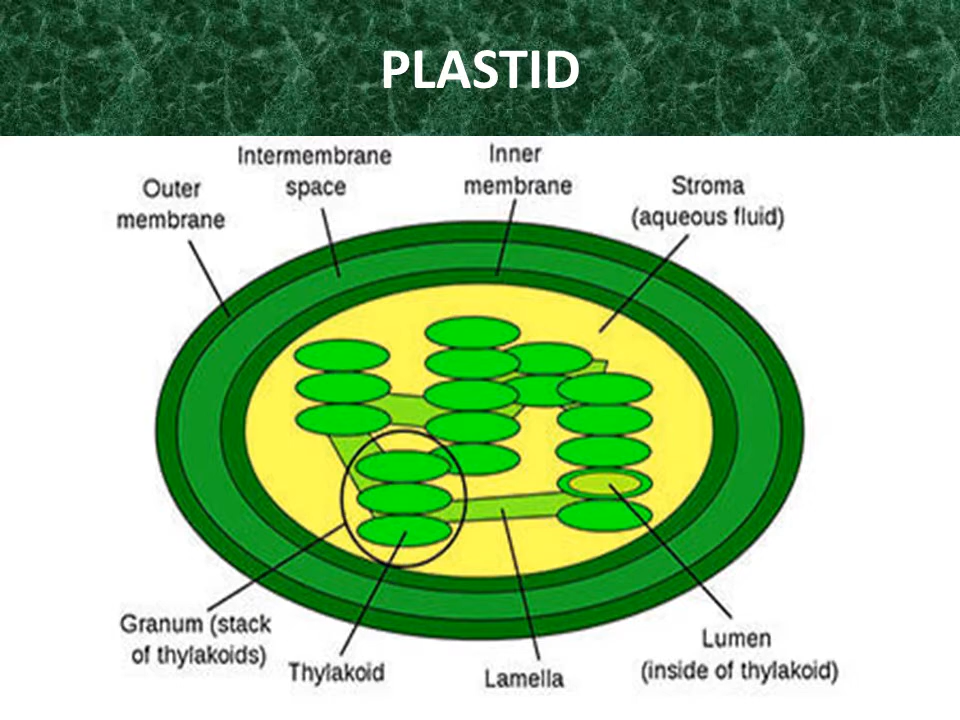 PLASTID
Outer
membrane
Intermembrane
space
Inner
membrane
Stroma
(aqueous fluid)
Granum (stack
of thylakoids)
Thylakoid
Lamella
Lumen
(inside of thylakoid)